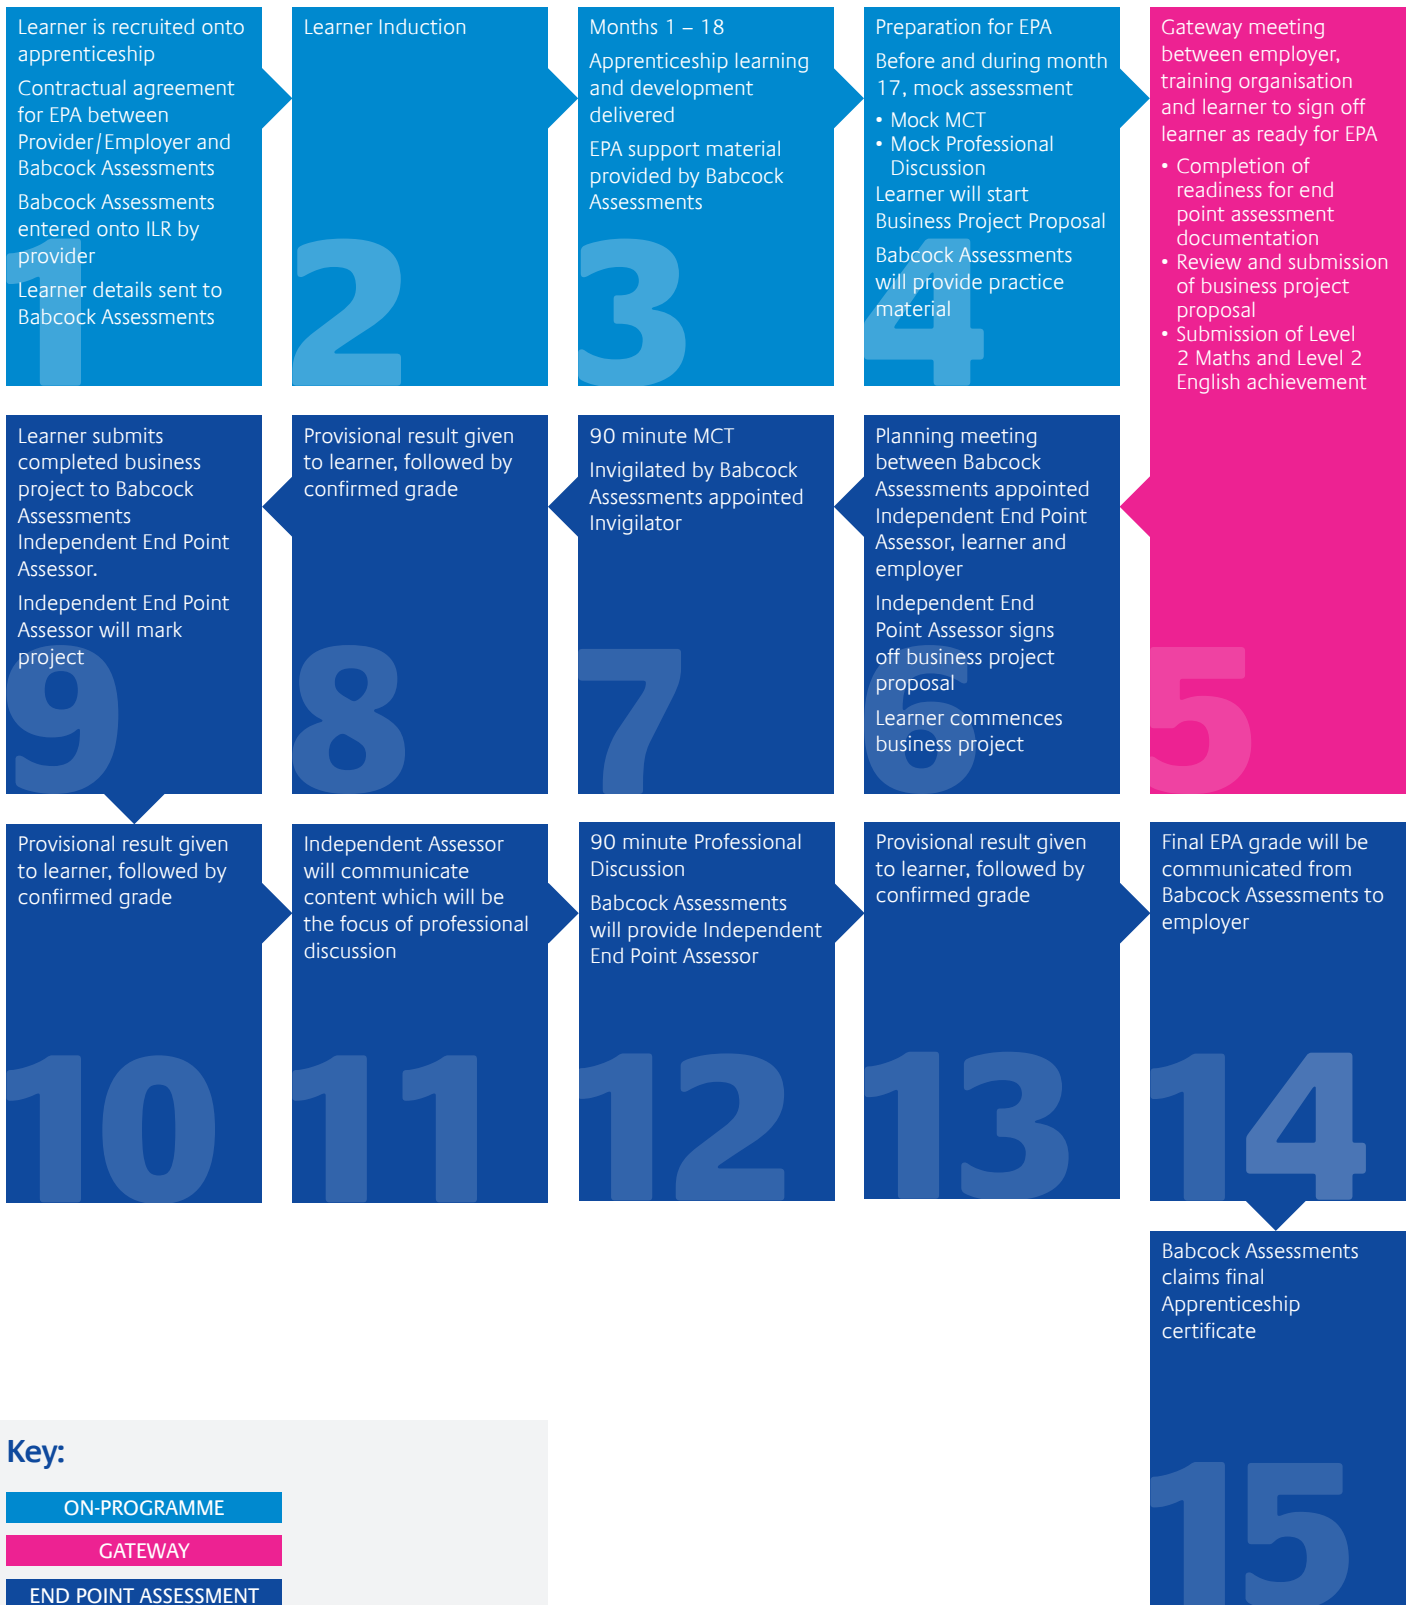 Learner is recruited onto
apprenticeship
Contractual agreement
for EPA between
Provider/Employer and
Babcock Assessments
Babcock Assessments
entered onto ILR by
provider
Learner details sent to
Babcock Assessments
1
Learner Induction
2
Months 1 – 18
Apprenticeship learning
and development
delivered
EPA support material
provided by Babcock
Assessments
3
Preparation for EPA
Before and during month
17, mock assessment
• Mock MCT
• Mock Professional
Discussion
Learner will start
Business Project Proposal
Babcock Assessments
will provide practice
material
4
Gateway meeting
between employer,
training organisation
and learner to sign off
learner as ready for EPA
• Completion of
readiness for end
point assessment
documentation
• Review and submission
of business project
proposal
• Submission of Level
2 Maths and Level 2
English achievement
5
Planning meeting
between Babcock
Assessments appointed
Independent End Point
Assessor, learner and
employer
Independent End
Point Assessor signs
off business project
proposal
Learner commences
business project
6
90 minute MCT
Invigilated by Babcock
Assessments appointed
Invigilator
7
Provisional result given
to learner, followed by
confirmed grade
8
Learner submits
completed business
project to Babcock
Assessments
Independent End Point
Assessor.
Independent End Point
Assessor will mark
project
9
Provisional result given
to learner, followed by
confirmed grade
10
Independent Assessor
will communicate
content which will be
the focus of professional
discussion
11
90 minute Professional
Discussion
Babcock Assessments
will provide Independent
End Point Assessor
12
Provisional result given
to learner, followed by
confirmed grade
13
Final EPA grade will be
communicated from
Babcock Assessments to
employer
14
Babcock Assessments
claims final
Apprenticeship
certificate
15
Key:
ON-PROGRAMME
GATEWAY
END POINT ASSESSMENT